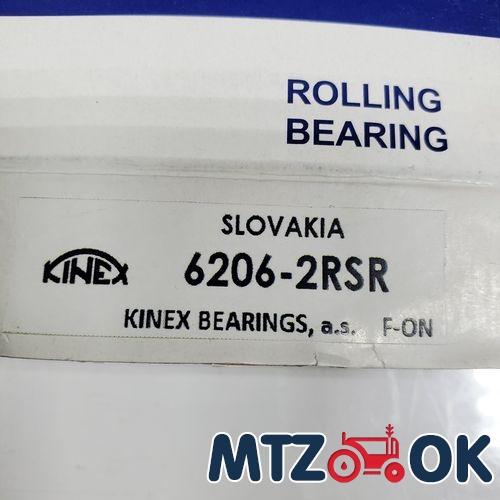 ROLLING
BEARING
SLOVAKIA
KINEX
6206-2RSR
KINEX BEARINGS, a.s. F-ON
MTZ OK